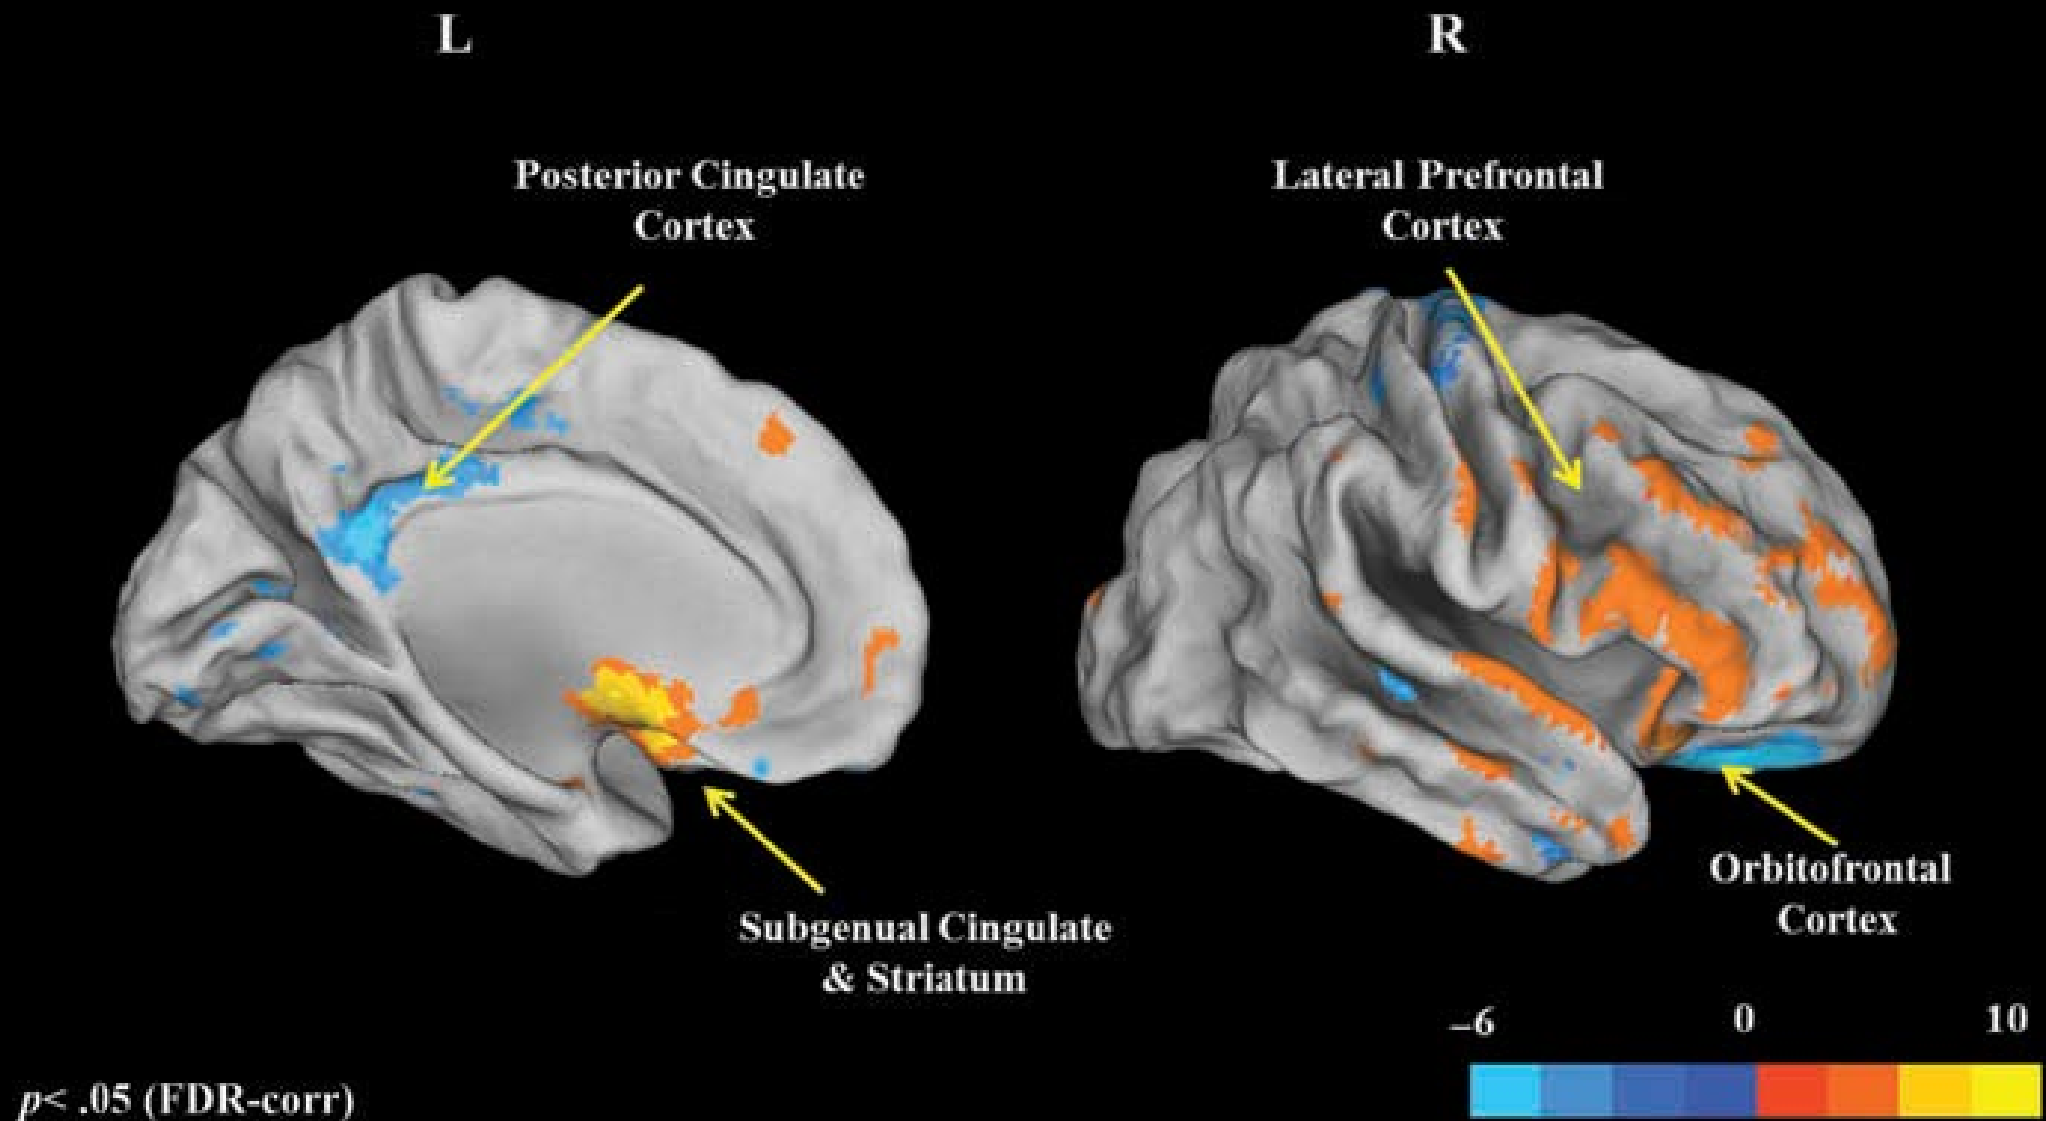 L
R
Posterior Cingulate
Cortex
Lateral Prefrontal
Cortex
Orbitofrontal
Cortex
Subgenual Cingulate
& Striatum
–6 0 10
p< .05 (FDR-corr)